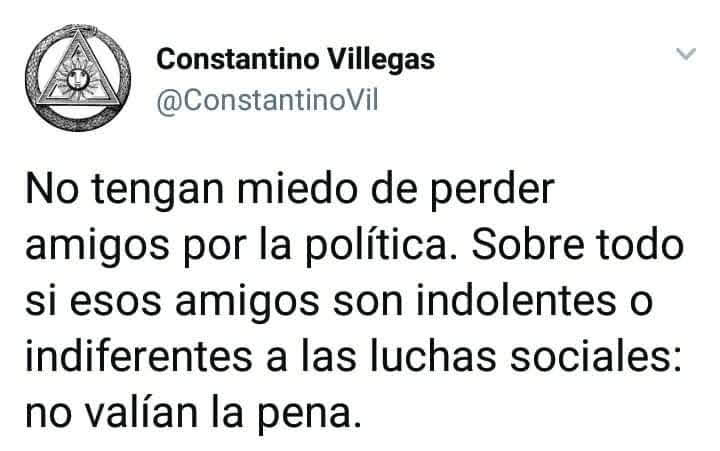 Constantino Villegas
@ConstantinoVil
No tengan miedo de perder
amigos por la política. Sobre todo
si esos amigos son indolentes o
indiferentes a las luchas sociales:
no valían la pena.